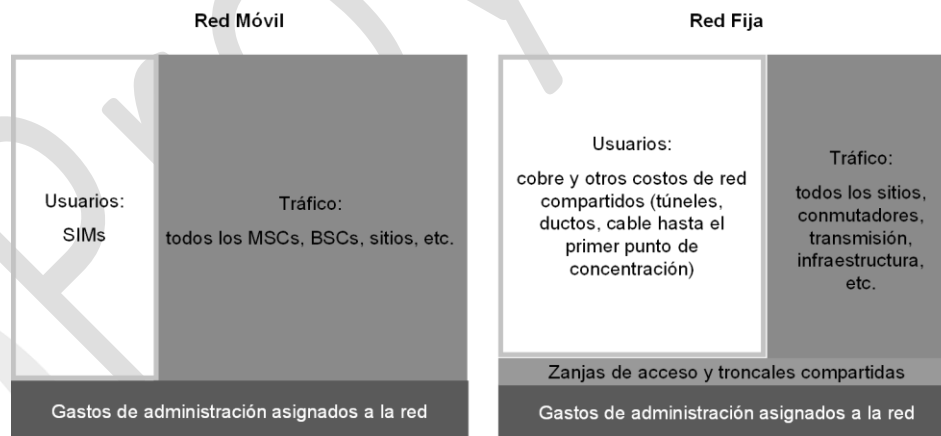 Red Móvil
Usuarios:
SIMs
Tráfico:
todos los MSCs, BSCs, sitios, etc.
Gastos de administración asignados a la red
Red Fija
Usuarios:
cobre y otros costos de red
compartidos (túneles,
ductos, cable hasta el
primer punto de
concentración)
Tráfico:
todos los sitios,
conmutadores,
transmisión,
infraestructura,
etc.
Zanjas de acceso y troncales compartidas
Gastos de administración asignados a la red